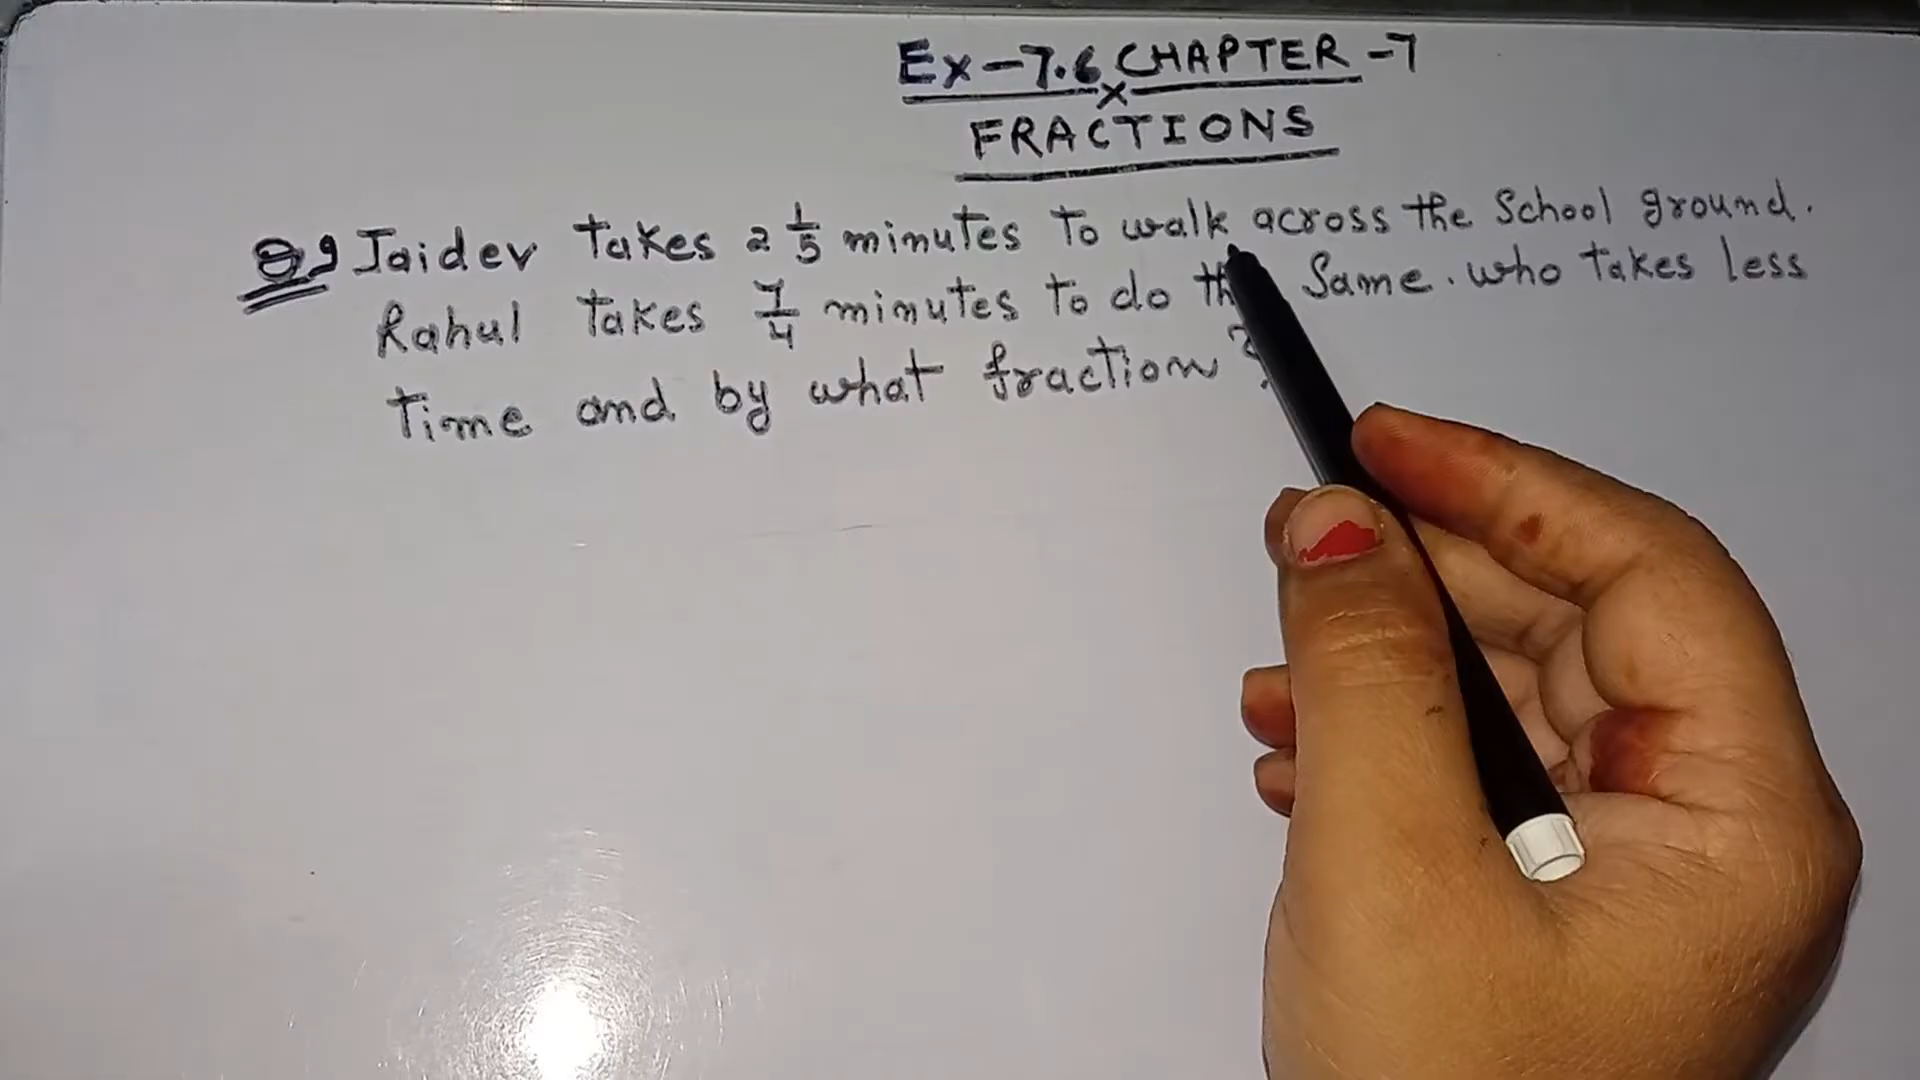 Ex-7.6 CHAPTER-7
x
FRACTIONS
Q9 Jaidev takes 2 1/5 minutes to walk across the School ground.
Rahul takes 7/4 minutes to do the Same. who takes less
time and by what fraction ?